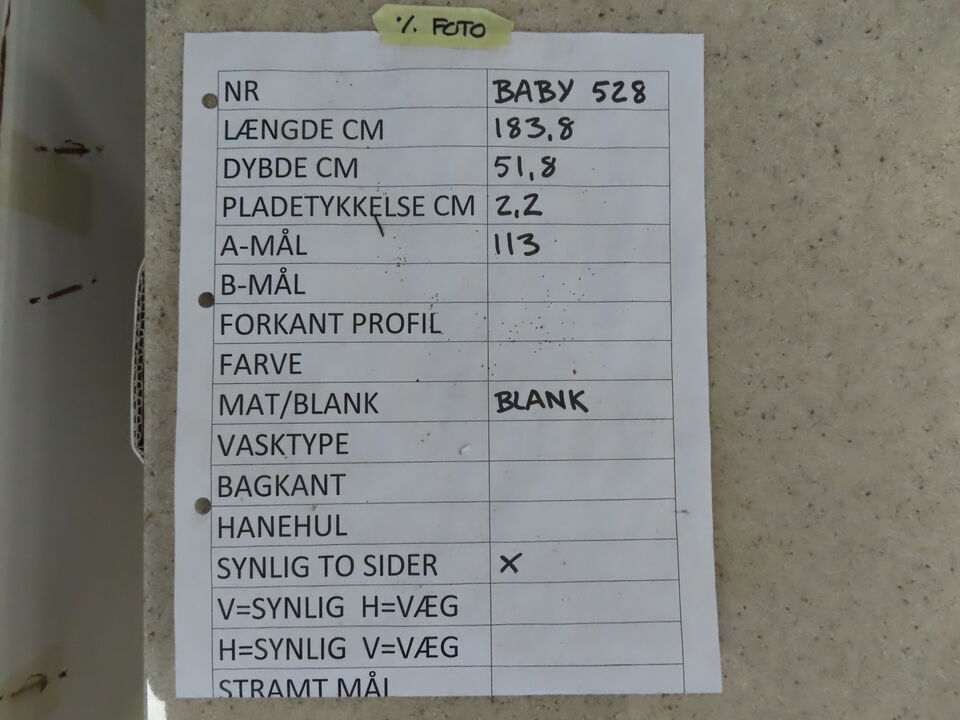 % FOTO
NR BABY 528
LÆNGDE CM 183,8
DYBDE CM 51,8
PLADETYKKELSE CM 2,2
A-MÅL 113
B-MÅL
FORKANT PROFIL
FARVE
MAT/BLANK BLANK
VASKTYPE
BAGKANT
HANEHUL
SYNLIG TO SIDER X
V=SYNLIG H=VÆG
H=SYNLIG V=VÆG
STRAMT MÅL